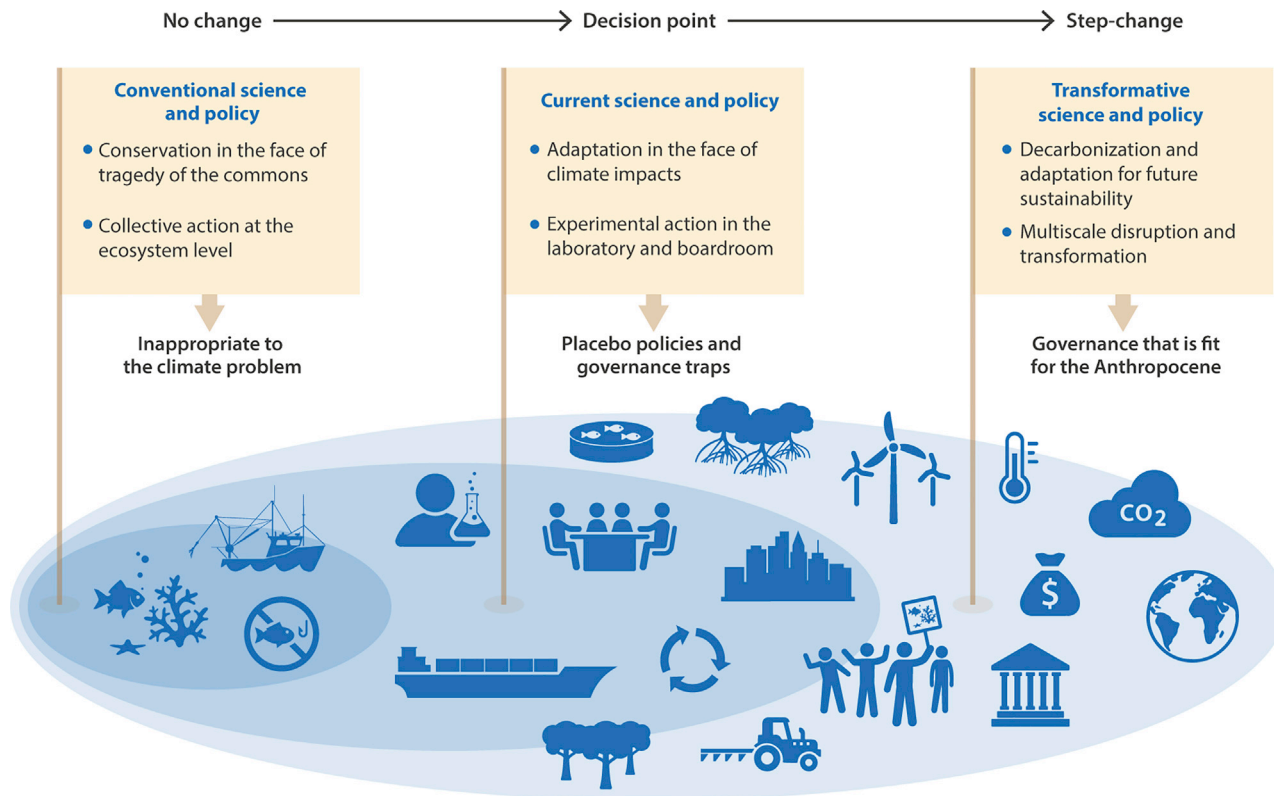 No change
Decision point
Step-change
Conventional science
and policy
• Conservation in the face of
tragedy of the commons
• Collective action at the
ecosystem level
Inappropriate to
the climate problem
Current science and policy
• Adaptation in the face of
climate impacts
• Experimental action in the
laboratory and boardroom
Placebo policies and
governance traps
Transformative
science and policy
• Decarbonization and
adaptation for future
sustainability
• Multiscale disruption and
transformation
Governance that is fit
for the Anthropocene
CO₂
$